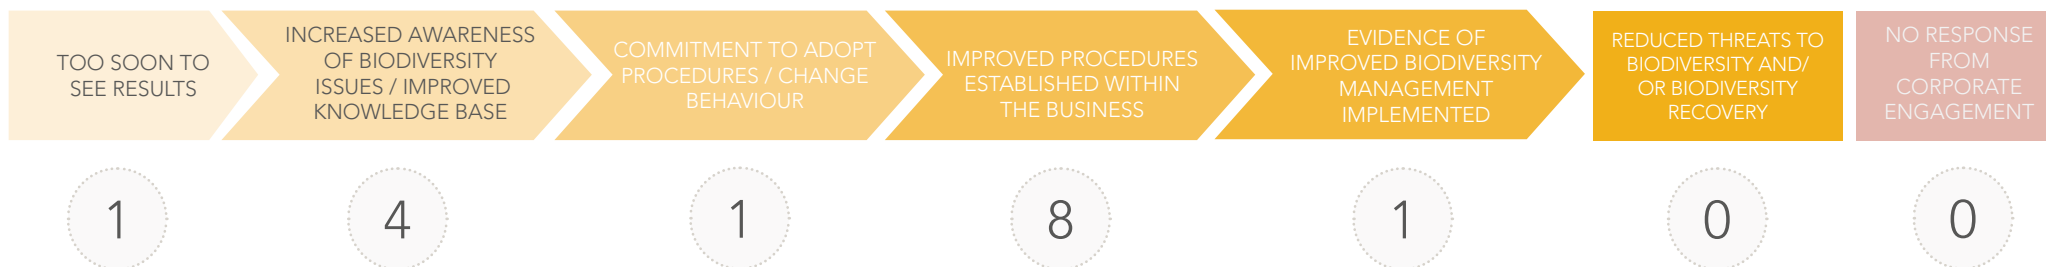 TOO SOON TO
SEE RESULTS
INCREASED AWARENESS
OF BIODIVERSITY
ISSUES / IMPROVED
KNOWLEDGE BASE
COMMITMENT TO ADOPT
PROCEDURES / CHANGE
BEHAVIOUR
IMPROVED PROCEDURES
ESTABLISHED WITHIN
THE BUSINESS
EVIDENCE OF
IMPROVED BIODIVERSITY
MANAGEMENT
IMPLEMENTED
REDUCED THREATS TO
BIODIVERSITY AND/
OR BIODIVERSITY
RECOVERY
NO RESPONSE
FROM
CORPORATE
ENGAGEMENT
1
4
1
8
1
0
0